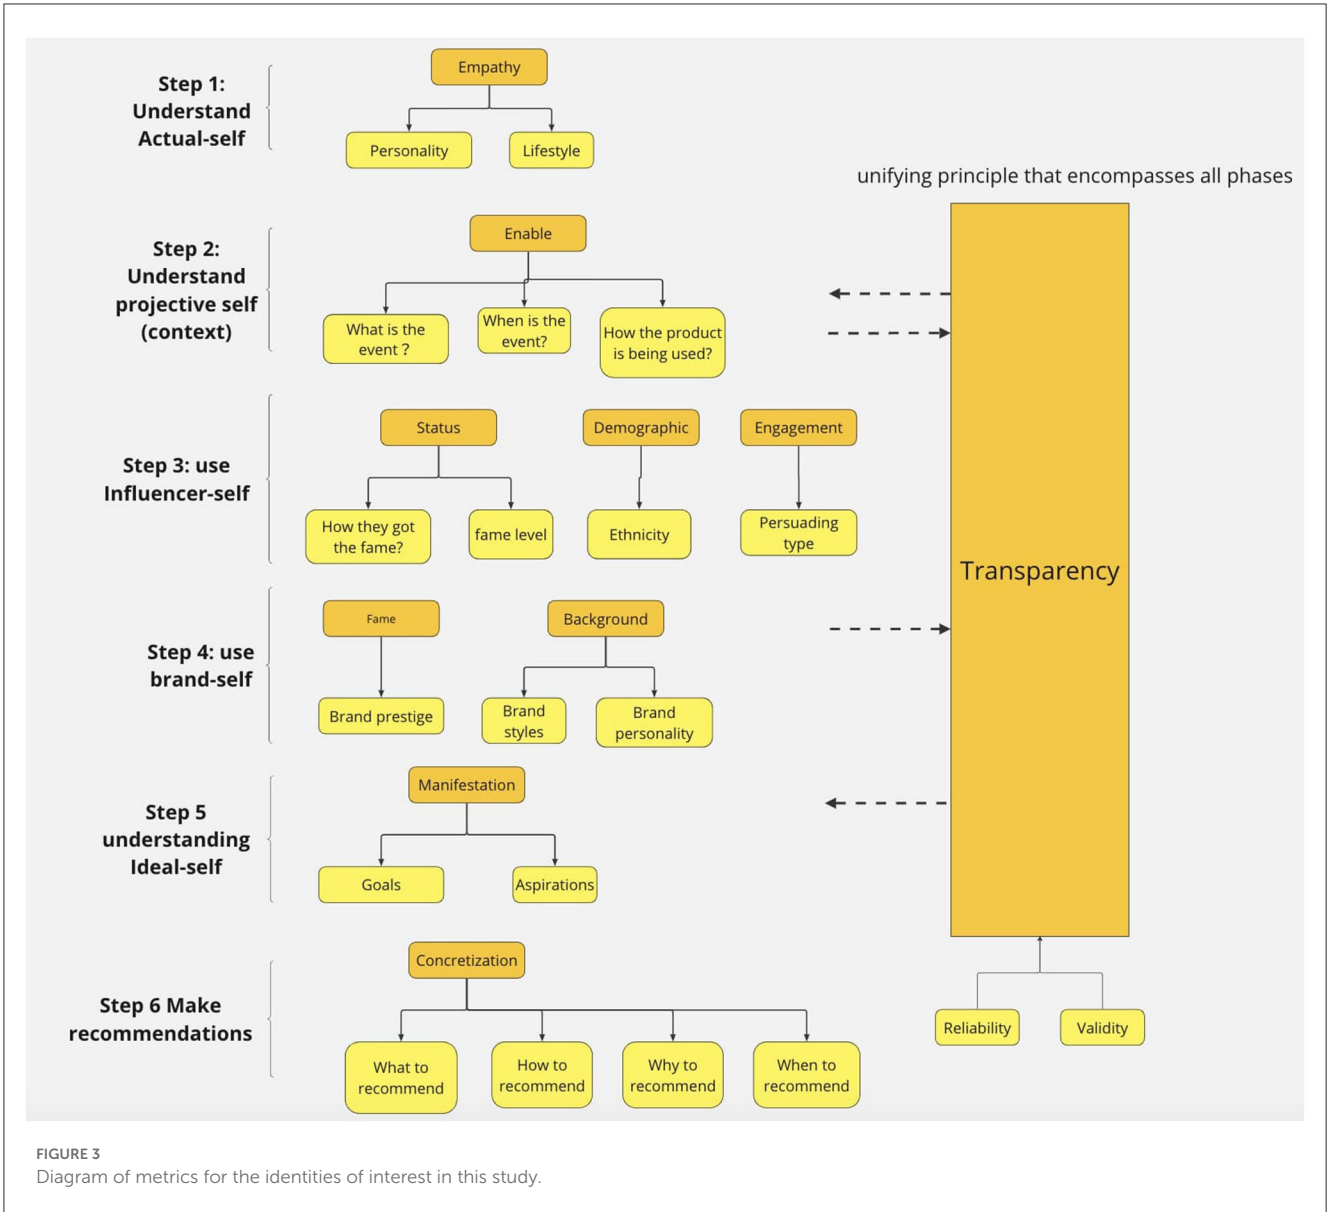 Step 1:
Understand
Actual-self
Empathy
Personality
Lifestyle
unifying principle that encompasses all phases
Step 2:
Understand
projective self
(context)
Enable
What is the
event ?
When is the
event?
How the product
is being used?
Step 3: use
Influencer-self
Status
Demographic
Engagement
How they got
the fame?
fame level
Ethnicity
Persuading
type
Transparency
Step 4: use
brand-self
Fame
Background
Brand prestige
Brand
styles
Brand
personality
Step 5
understanding
Ideal-self
Manifestation
Goals
Aspirations
Step 6 Make
recommendations
Concretization
What to
recommend
How to
recommend
Why to
recommend
When to
recommend
Reliability
Validity
FIGURE 3
Diagram of metrics for the identities of interest in this study.